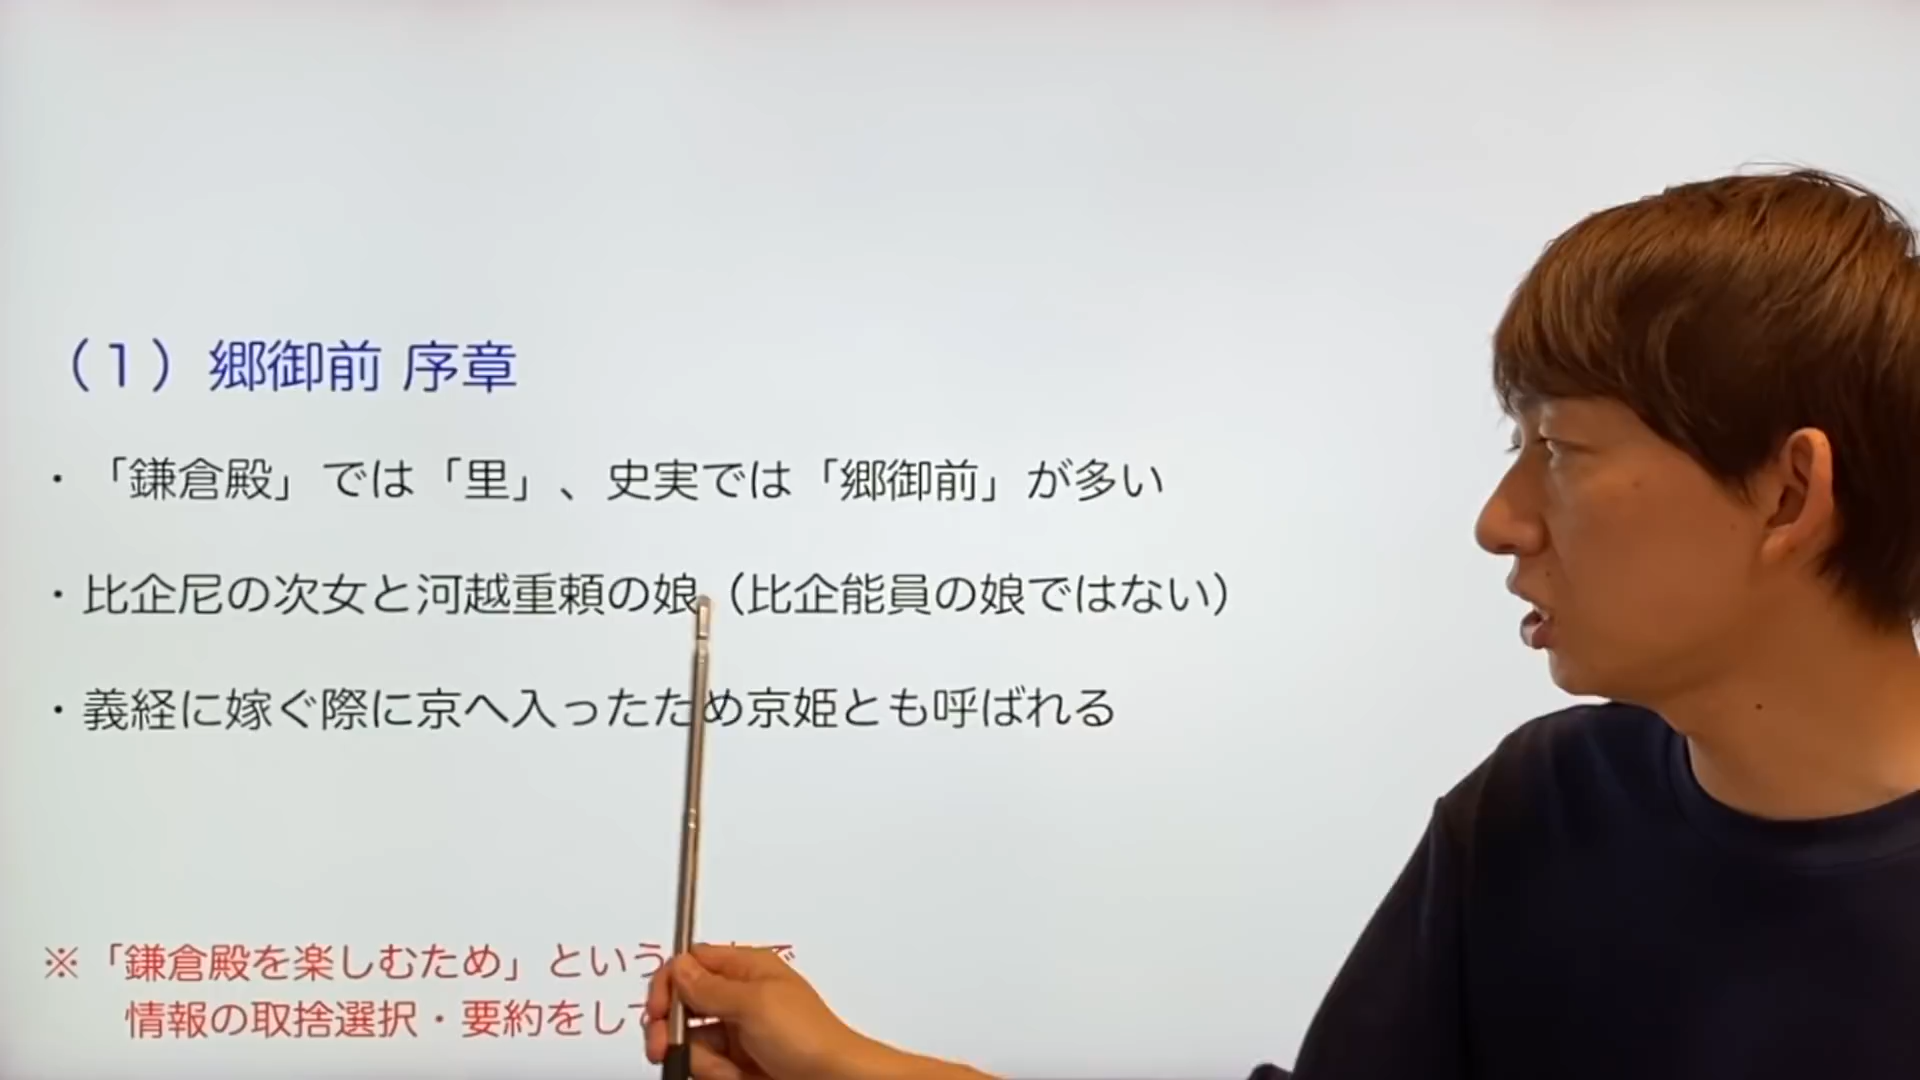 （１）郷御前 序章
・「鎌倉殿」では「里」、史実では「郷御前」が多い
・比企尼の次女と河越重頼の娘（比企能員の娘ではない）
・義経に嫁ぐ際に京へ入ったため京姫とも呼ばれる
※「鎌倉殿を楽しむため」という で
情報の取捨選択・要約をして